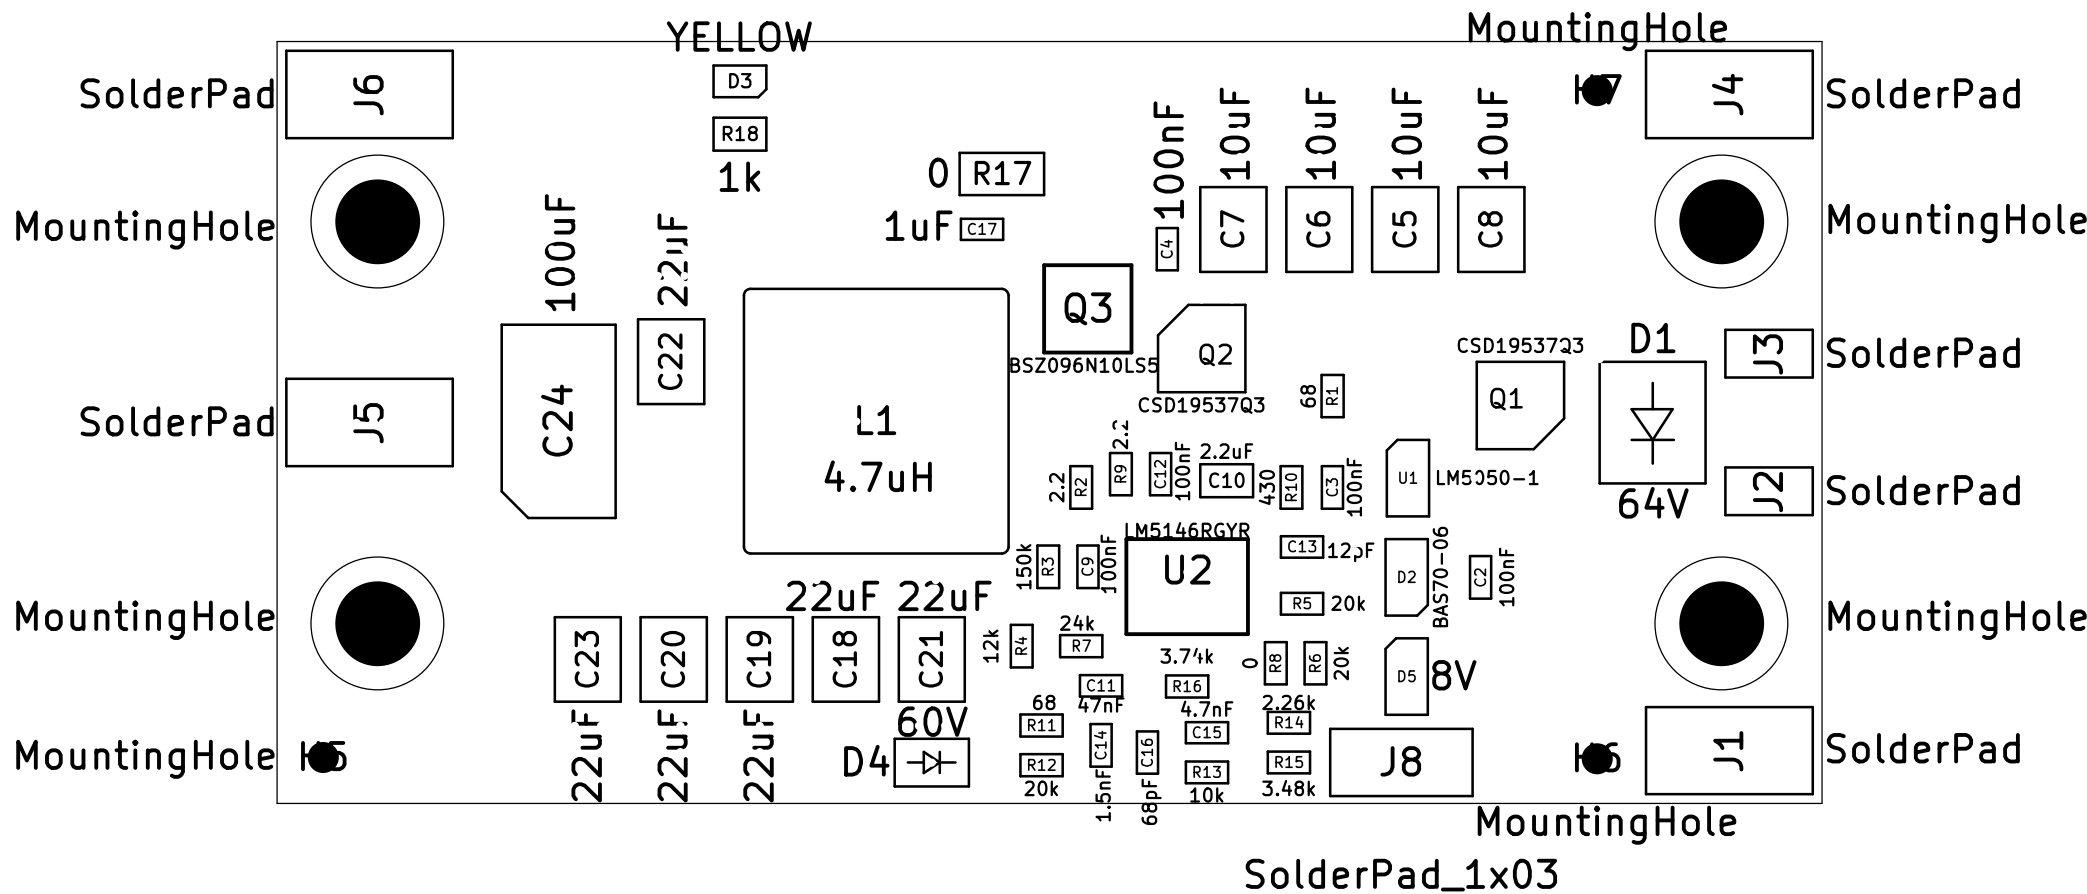 YELLOW
MountingHole
J6
SolderPad
D3
H7
J4
SolderPad
R18
1k
0
R17
100nF
10uF
10uF
10uF
10uF
MountingHole
1uF
C17
C4
C7
C6
C5
C8
MountingHole
100uF
22uF
Q3
BSZ096N10LS5
Q2
CSD19537Q3
CSD19537Q3
Q1
D1
64V
J3
SolderPad
C22
C24
SolderPad
J5
L1
4.7uH
68
R1
2.2
R9
2.2
R2
C12
100nF
2.2uF
C10
430
R10
C3
100nF
U1
LM5050-1
J2
SolderPad
LM5146RGYR
U2
150k
R3
C9
100nF
C13
12pF
R5
20k
D2
BAS70-06
C2
100nF
MountingHole
22uF
22uF
MountingHole
C23
C20
C19
C18
C21
12k
R4
24k
R7
3.74k
R16
0
R8
R6
20k
D5
8V
C11
47nF
68
R11
4.7nF
C15
2.26k
R14
22uF
22uF
22uF
60V
D4
R12
20k
C14
1.5nF
C16
68pF
R13
10k
R15
3.48k
J8
MountingHole
H5
H6
J1
SolderPad
MountingHole
SolderPad_1x03